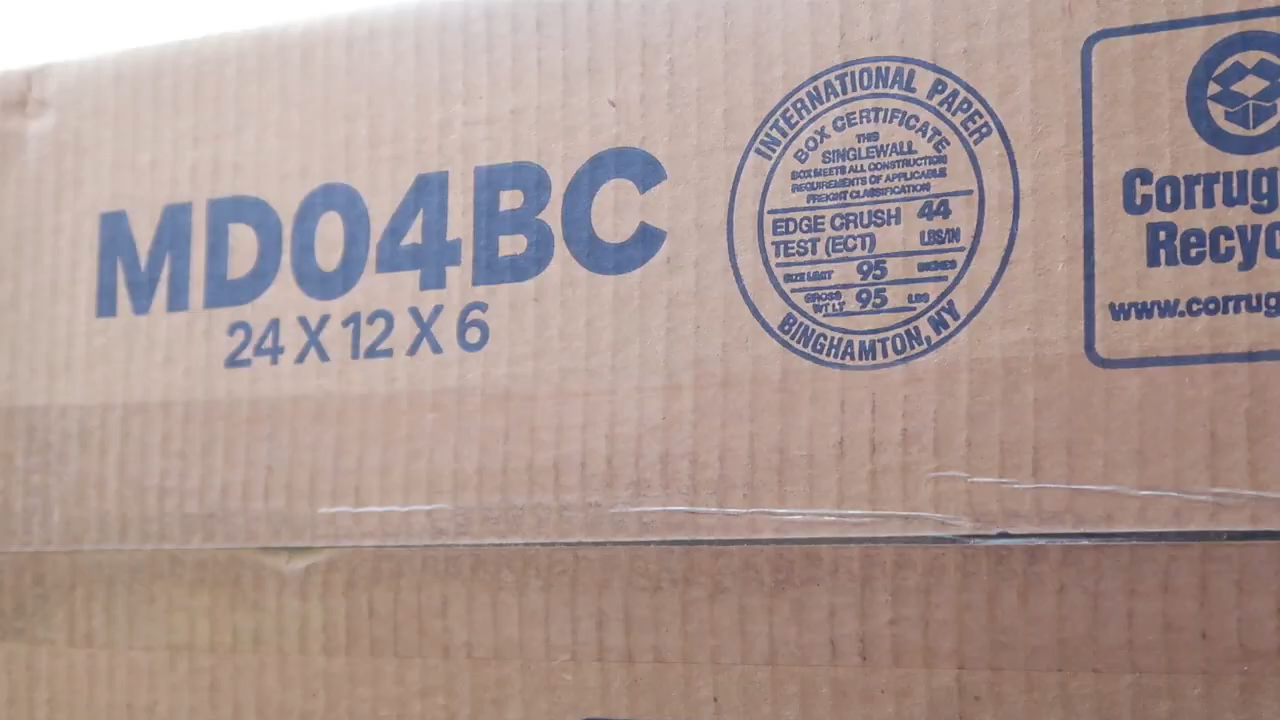 MD04BC
24 X 12 X 6
INTERNATIONAL PAPER
BOX CERTIFICATE
THIS
SINGLEWALL
BOX MEETS ALL CONSTRUCTION
REQUIREMENTS OF APPLICABLE
FREIGHT CLASSIFICATION
EDGE CRUSH 44
TEST (ECT) LBS/IN
SIZE LIMIT 95 INCHES
GROSS
WT LT 95 LBS
BINGHAMTON, NY
Corrug
Recyc
www.corrug